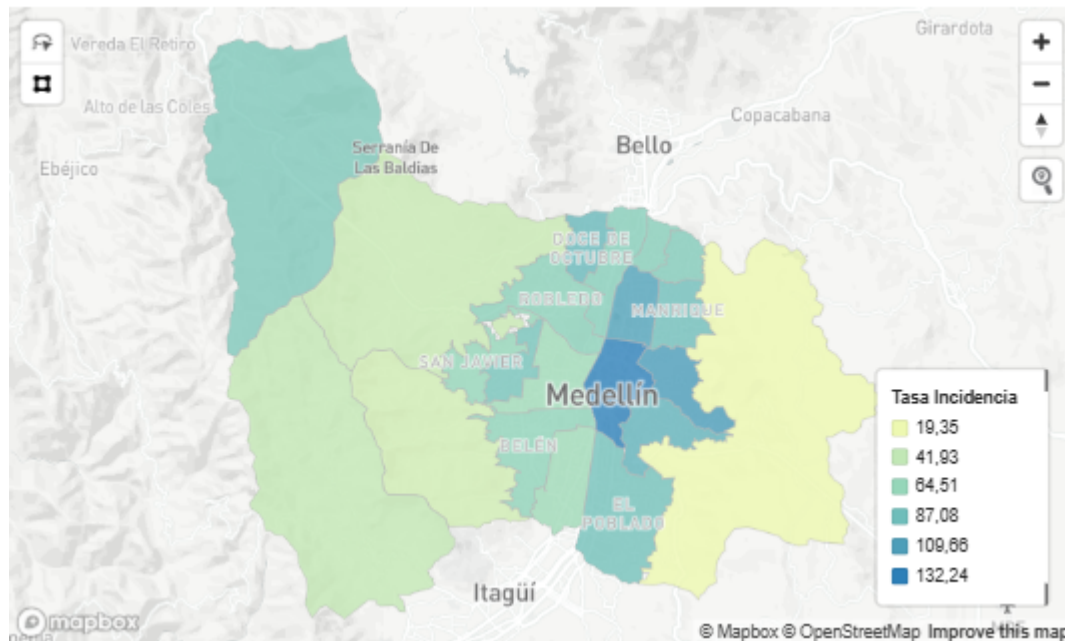 Girardota
Vereda El Retiro
Alto de las Cóles
Copacabana
Bello
Serranía De
Las Baldías
Ebéjico
DOCE DE
OCTUBRE
ROBLEDO
MANRIQUE
SAN JAVIER
Medellín
Tasa Incidencia
19,35
41,93
64,51
87,08
109,66
132,24
BELÉN
EL
POBLADO
Itagüí
mapbox
© Mapbox © OpenStreetMap Improve this map